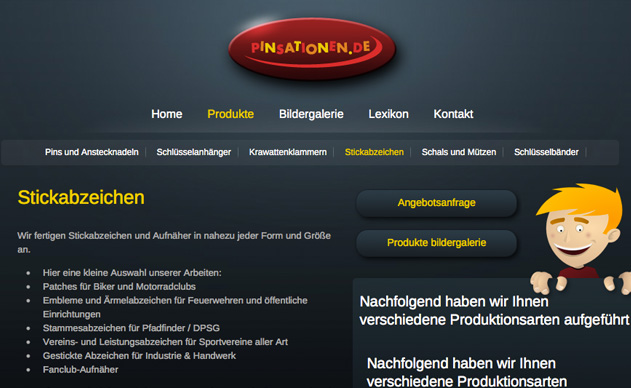 PINSATIONEN.DE
Home Produkte Bildergalerie Lexikon Kontakt
Pins und Anstecknadeln Schlüsselanhänger Krawattenklammern Stickabzeichen Schals und Mützen Schlüsselbänder
Stickabzeichen
Wir fertigen Stickabzeichen und Aufnäher in nahezu jeder Form und Größe
an.
Hier eine kleine Auswahl unserer Arbeiten:
Patches für Biker und Motorradclubs
Embleme und Ärmelabzeichen für Feuerwehren und öffentliche
Einrichtungen
Stammesabzeichen für Pfadfinder / DPSG
Vereins- und Leistungsabzeichen für Sportvereine aller Art
Gestickte Abzeichen für Industrie & Handwerk
Fanclub-Aufnäher
Angebotsanfrage
Produkte bildergalerie
Nachfolgend haben wir Ihnen
verschiedene Produktionsarten aufgeführt
Nachfolgend haben wir Ihnen
verschiedene Produktionsarten